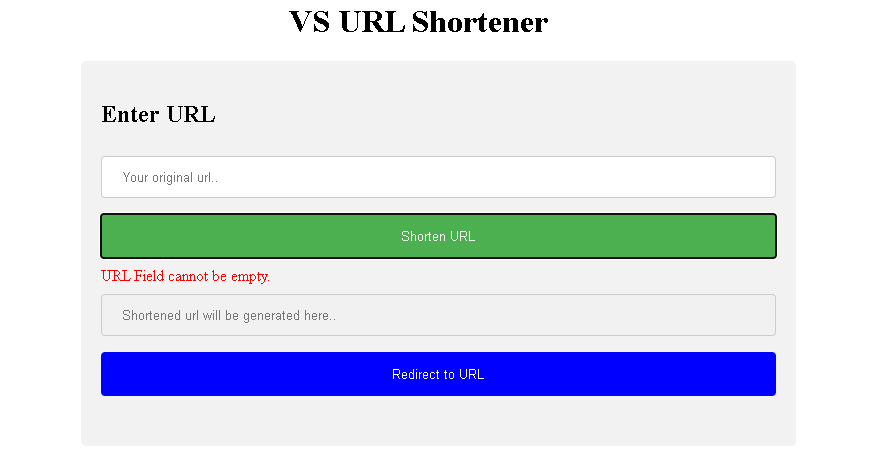 VS URL Shortener
Enter URL
Your original url..
Shorten URL
URL Field cannot be empty.
Shortened url will be generated here..
Redirect to URL